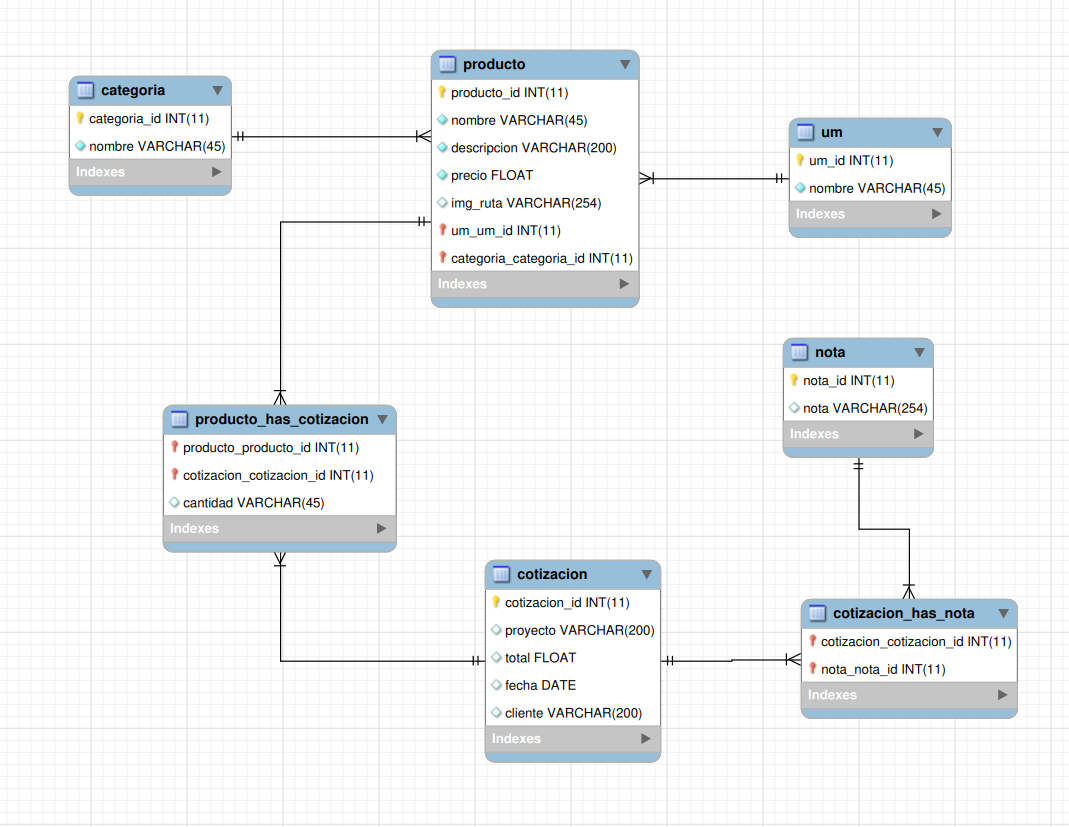 categoria
categoria_id INT(11)
nombre VARCHAR(45)
Indexes
producto
producto_id INT(11)
nombre VARCHAR(45)
descripcion VARCHAR(200)
precio FLOAT
img_ruta VARCHAR(254)
um_um_id INT(11)
categoria_categoria_id INT(11)
Indexes
um
um_id INT(11)
nombre VARCHAR(45)
Indexes
nota
nota_id INT(11)
nota VARCHAR(254)
Indexes
producto_has_cotizacion
producto_producto_id INT(11)
cotizacion_cotizacion_id INT(11)
cantidad VARCHAR(45)
Indexes
cotizacion
cotizacion_id INT(11)
proyecto VARCHAR(200)
total FLOAT
fecha DATE
cliente VARCHAR(200)
Indexes
cotizacion_has_nota
cotizacion_cotizacion_id INT(11)
nota_nota_id INT(11)
Indexes